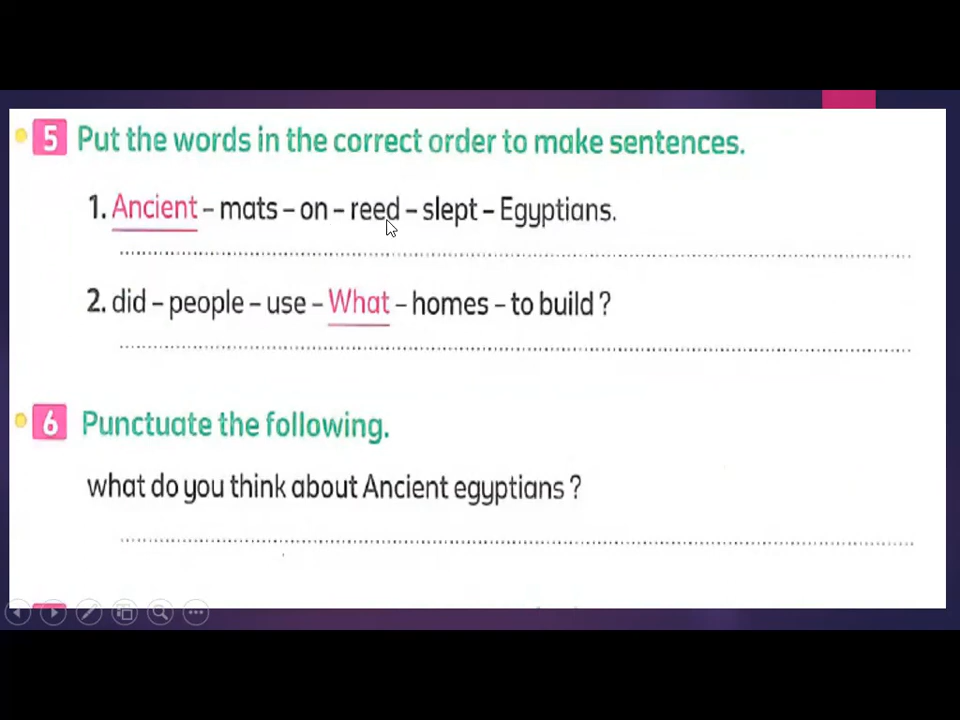 5 Put the words in the correct order to make sentences.
1. Ancient – mats – on – reed – slept – Egyptians.
2. did – people – use – What – homes – to build ?
6 Punctuate the following.
what do you think about Ancient egyptians ?